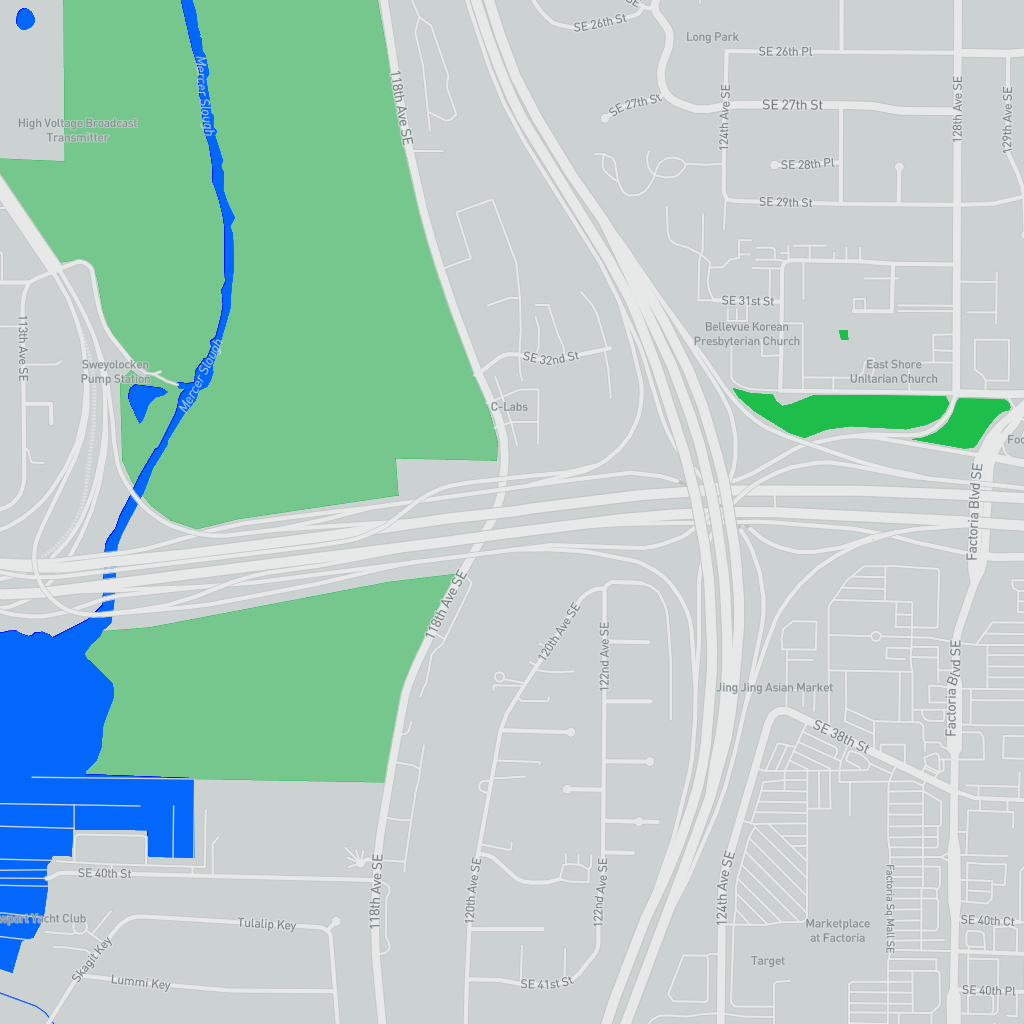 SE 26th St
Long Park
SE 26th Pl
118th Ave SE
Mercer Slough
SE 27th St
SE 27th St
124th Ave SE
128th Ave SE
129th Ave SE
High Voltage Broadcast
Transmitter
SE 28th Pl
SE 29th St
SE 31st St
Bellevue Korean
Presbyterian Church
113th Ave SE
Sweyolocken
Pump Station
Mercer Slough
SE 32nd St
East Shore
Unitarian Church
C-Labs
Factoria Blvd SE
118th Ave SE
120th Ave SE
122nd Ave SE
Jing Jing Asian Market
Factoria Blvd SE
SE 38th St
SE 40th St
118th Ave SE
120th Ave SE
122nd Ave SE
124th Ave SE
Factoria Sq Mall SE
wport Yacht Club
Tulalip Key
Marketplace
at Factoria
SE 40th Ct
Skagit Key
Target
Lummi Key
SE 41st St
SE 40th Pl